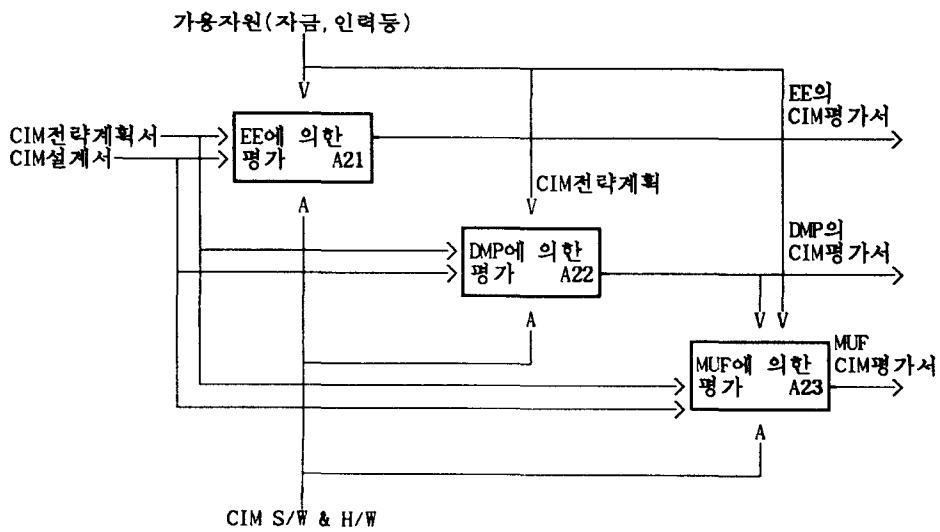 가용자원(자금,인력등)
V
EE의
CIM평가서
CIM전략계획서
CIM설계서
EE에 의한
평가 A21
A
CIM전략계획
V
DMP의
CIM평가서
DMP에 의한
평가 A22
A
V V
MUF
CIM평가서
MUF에 의한
평가 A23
A
CIM S/W & H/W